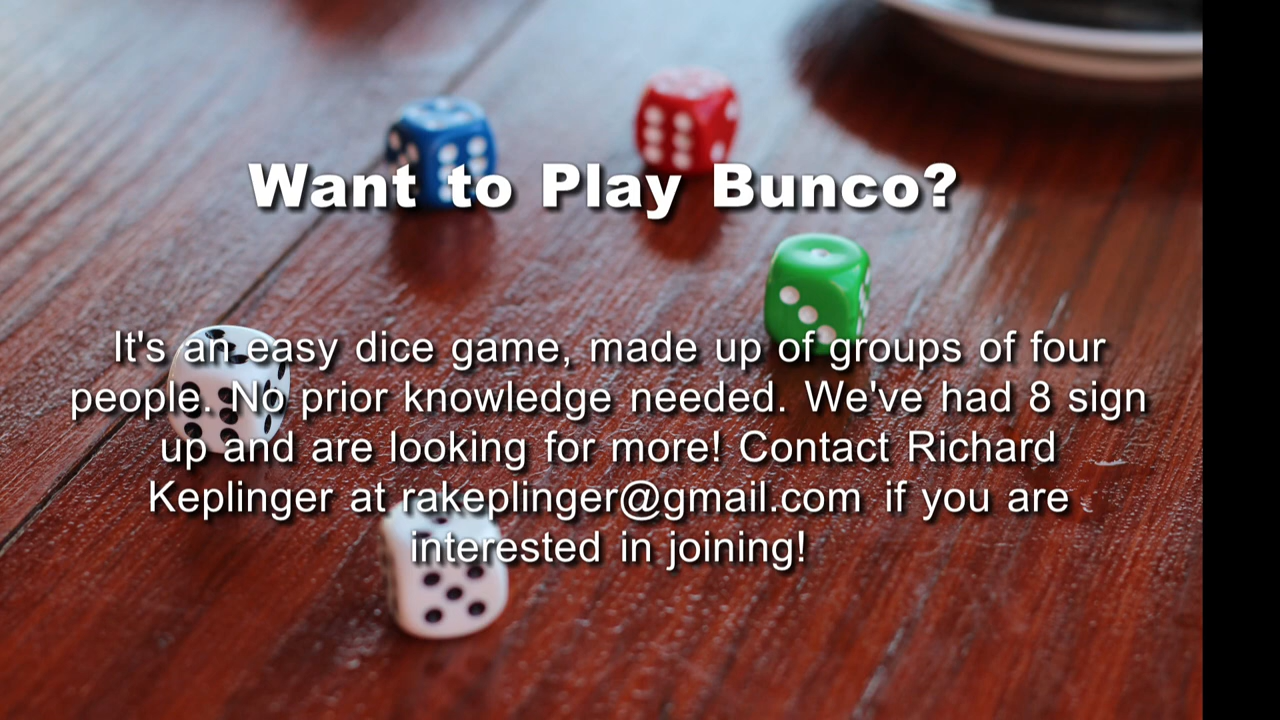 Want to Play Bunco?
It's an easy dice game, made up of groups of four
people. No prior knowledge needed. We've had 8 sign
up and are looking for more! Contact Richard
Keplinger at rakeplinger@gmail.com if you are
interested in joining!